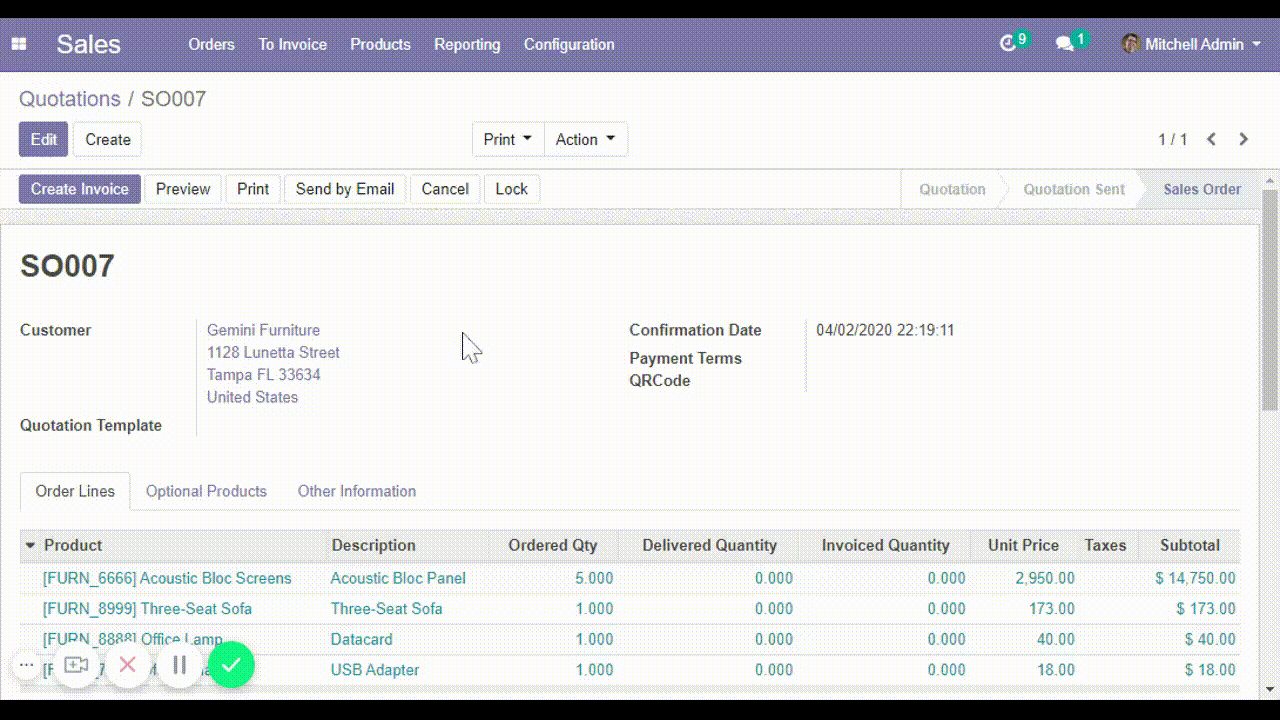 Sales Orders To Invoice Products Reporting Configuration 9 1 Mitchell Admin
Quotations / SO007
Edit Create Print Action 1 / 1
Create Invoice Preview Print Send by Email Cancel Lock Quotation Quotation Sent Sales Order
SO007
Customer Gemini Furniture Confirmation Date 04/02/2020 22:19:11
1128 Lunetta Street Payment Terms
Tampa FL 33634 QRCode
United States
Quotation Template
Order Lines Optional Products Other Information
Product Description Ordered Qty Delivered Quantity Invoiced Quantity Unit Price Taxes Subtotal
[FURN_6666] Acoustic Bloc Screens Acoustic Bloc Panel 5.000 0.000 0.000 2,950.00 $ 14,750.00
[FURN_8999] Three-Seat Sofa Three-Seat Sofa 1.000 0.000 0.000 173.00 $ 173.00
[FURN_8888] Office Lamp Datacard 1.000 0.000 0.000 40.00 $ 40.00
USB Adapter 1.000 0.000 0.000 18.00 $ 18.00